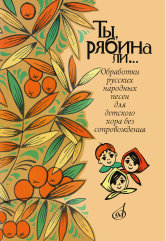 Ты,
рябина
ли...
Обработки
русских
народных
песен
для
детского
хора без
сопровождения